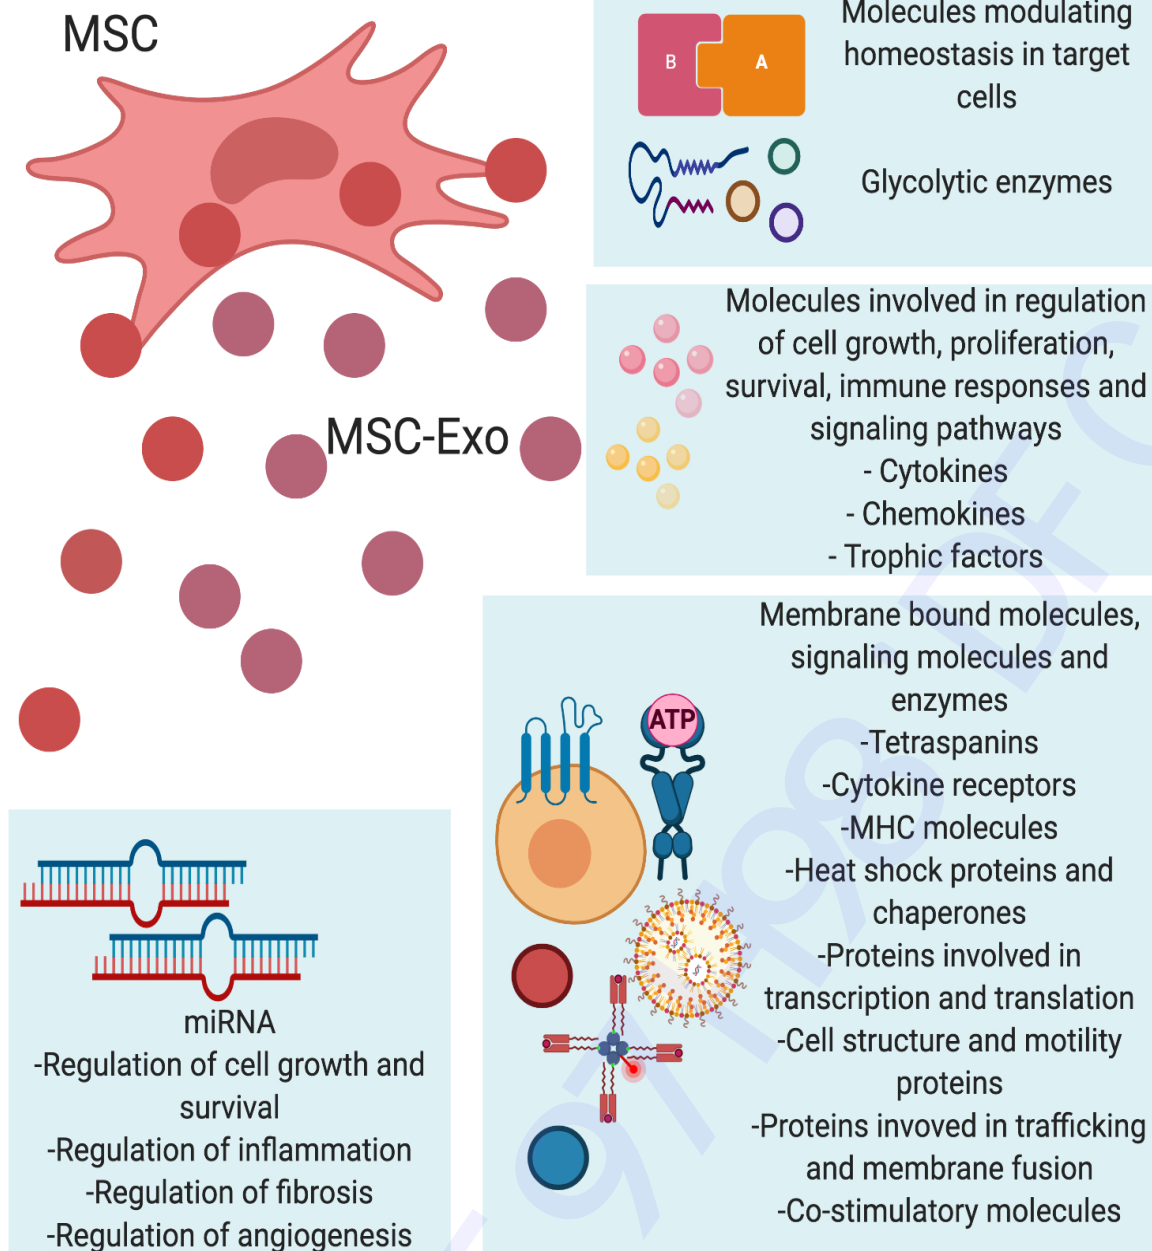 MSC
MSC-Exo
B
A
Molecules modulating
homeostasis in target
cells
Glycolytic enzymes
Molecules involved in regulation
of cell growth, proliferation,
survival, immune responses and
signaling pathways
- Cytokines
- Chemokines
- Trophic factors
Membrane bound molecules,
signaling molecules and
enzymes
-Tetraspanins
-Cytokine receptors
-MHC molecules
-Heat shock proteins and
chaperones
-Proteins involved in
transcription and translation
-Cell structure and motility
proteins
-Proteins invoved in trafficking
and membrane fusion
-Co-stimulatory molecules
ATP
miRNA
-Regulation of cell growth and
survival
-Regulation of inflammation
-Regulation of fibrosis
-Regulation of angiogenesis